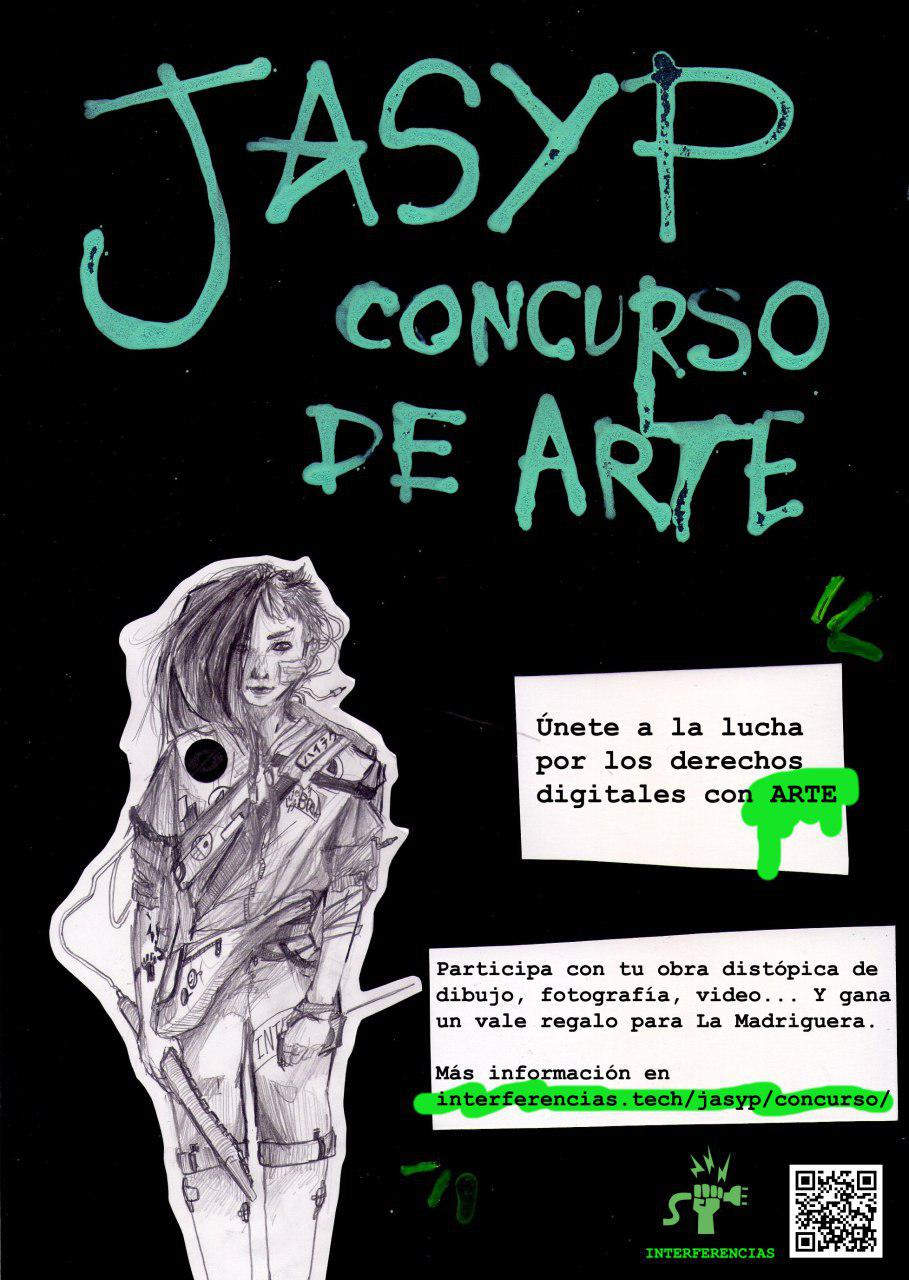 JASYP
CONCURSO
DE ARTE
Únete a la lucha
por los derechos
digitales con ARTE
Participa con tu obra distópica de
dibujo, fotografía, video... Y gana
un vale regalo para La Madriguera.
Más información en
interferencias.tech/jasyp/concurso/
INTERFERENCIAS